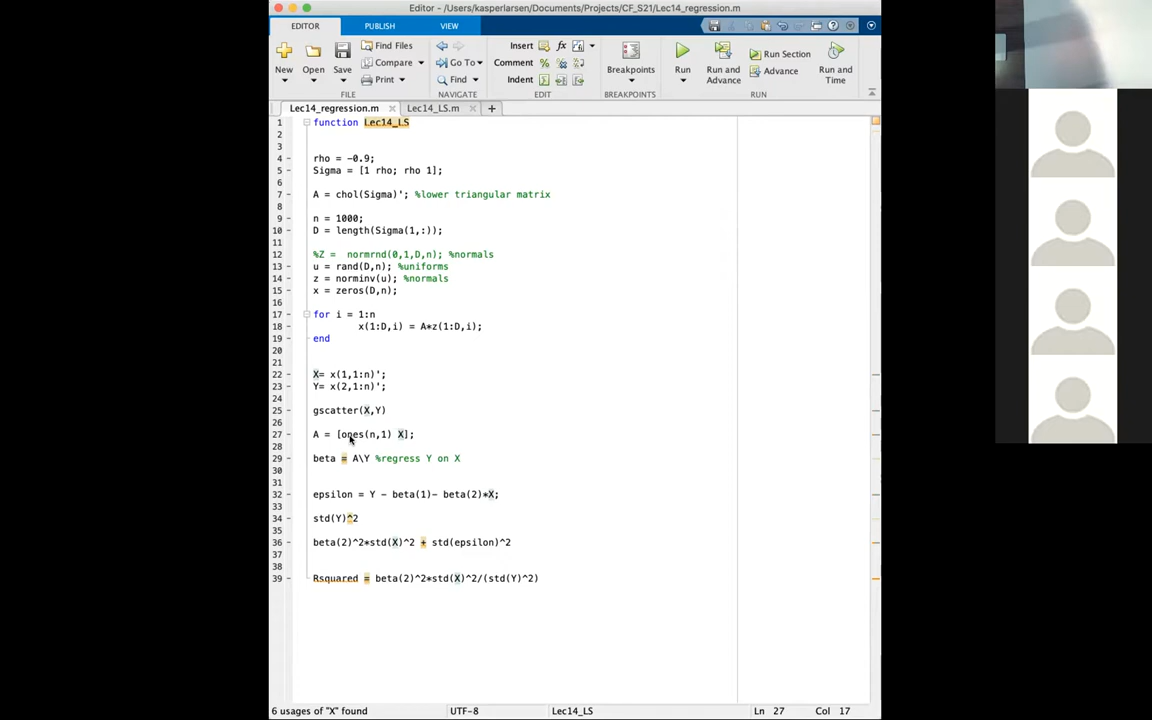 Editor - /Users/kasperlarsen/Documents/Projects/CF_S21/Lec14_regression.m
EDITOR PUBLISH VIEW
New Open Save Find Files Compare Print Go To Find Insert Comment Indent Breakpoints Run Run and Advance Run Section Advance Run and Time
FILE NAVIGATE EDIT BREAKPOINTS RUN
Lec14_regression.m Lec14_LS.m
1 function Lec14_LS
2
3
4 rho = -0.9;
5 Sigma = [1 rho; rho 1];
6
7 A = chol(Sigma)'; %lower triangular matrix
8
9 n = 1000;
10 D = length(Sigma(1,:));
11
12 %Z = normrnd(0,1,D,n); %normals
13 u = rand(D,n); %uniforms
14 z = norminv(u); %normals
15 x = zeros(D,n);
16
17 for i = 1:n
18 x(1:D,i) = A*z(1:D,i);
19 end
20
21
22 X= x(1,1:n)';
23 Y= x(2,1:n)';
24
25 gscatter(X,Y)
26
27 A = [ones(n,1) X];
28
29 beta = A\Y %regress Y on X
30
31
32 epsilon = Y - beta(1)- beta(2)*X;
33
34 std(Y)^2
35
36 beta(2)^2*std(X)^2 + std(epsilon)^2
37
38
39 Rsquared = beta(2)^2*std(X)^2/(std(Y)^2)
6 usages of "X" found UTF-8 Lec14_LS Ln 27 Col 17